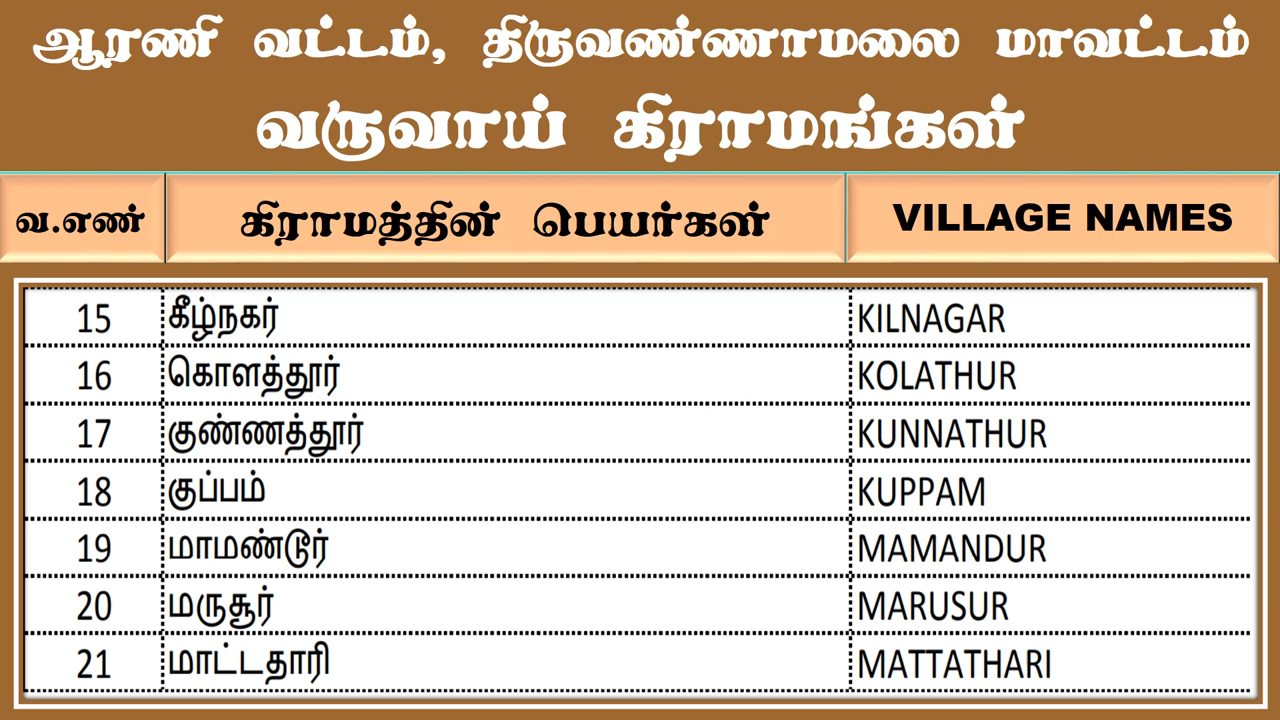 ஆரணி வட்டம், திருவண்ணாமலை மாவட்டம்
வருவாய் கிராமங்கள்
வ.எண் கிராமத்தின் பெயர்கள் VILLAGE NAMES
15 கீழ்நகர் KILNAGAR
16 கொளத்தூர் KOLATHUR
17 குண்ணத்தூர் KUNNATHUR
18 குப்பம் KUPPAM
19 மாமண்டூர் MAMANDUR
20 மருசூர் MARUSUR
21 மாட்டதாரி MATTATHARI